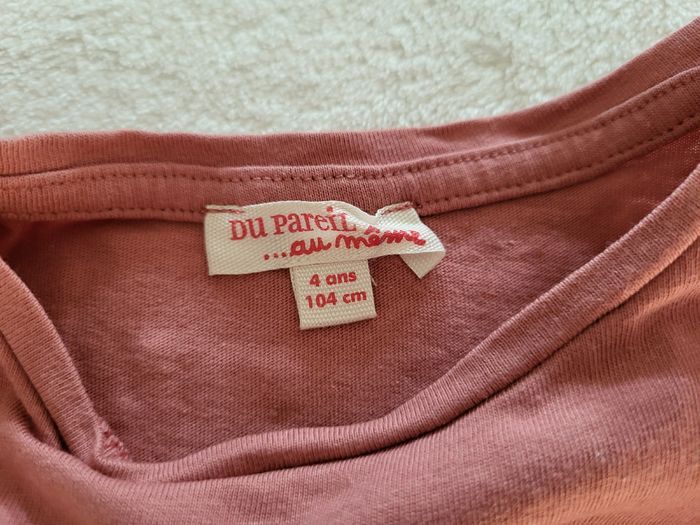 DU PAREIL
...au même
4 ans
104 cm